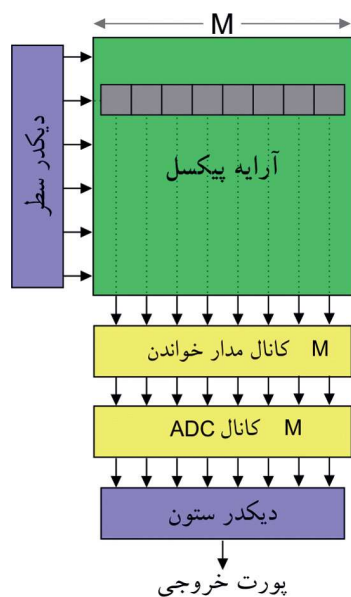 M
دیکدر سطر
آرایه پیکسل
M کانال مدار خواندن
M کانال ADC
دیکدر ستون
پورت خروجی